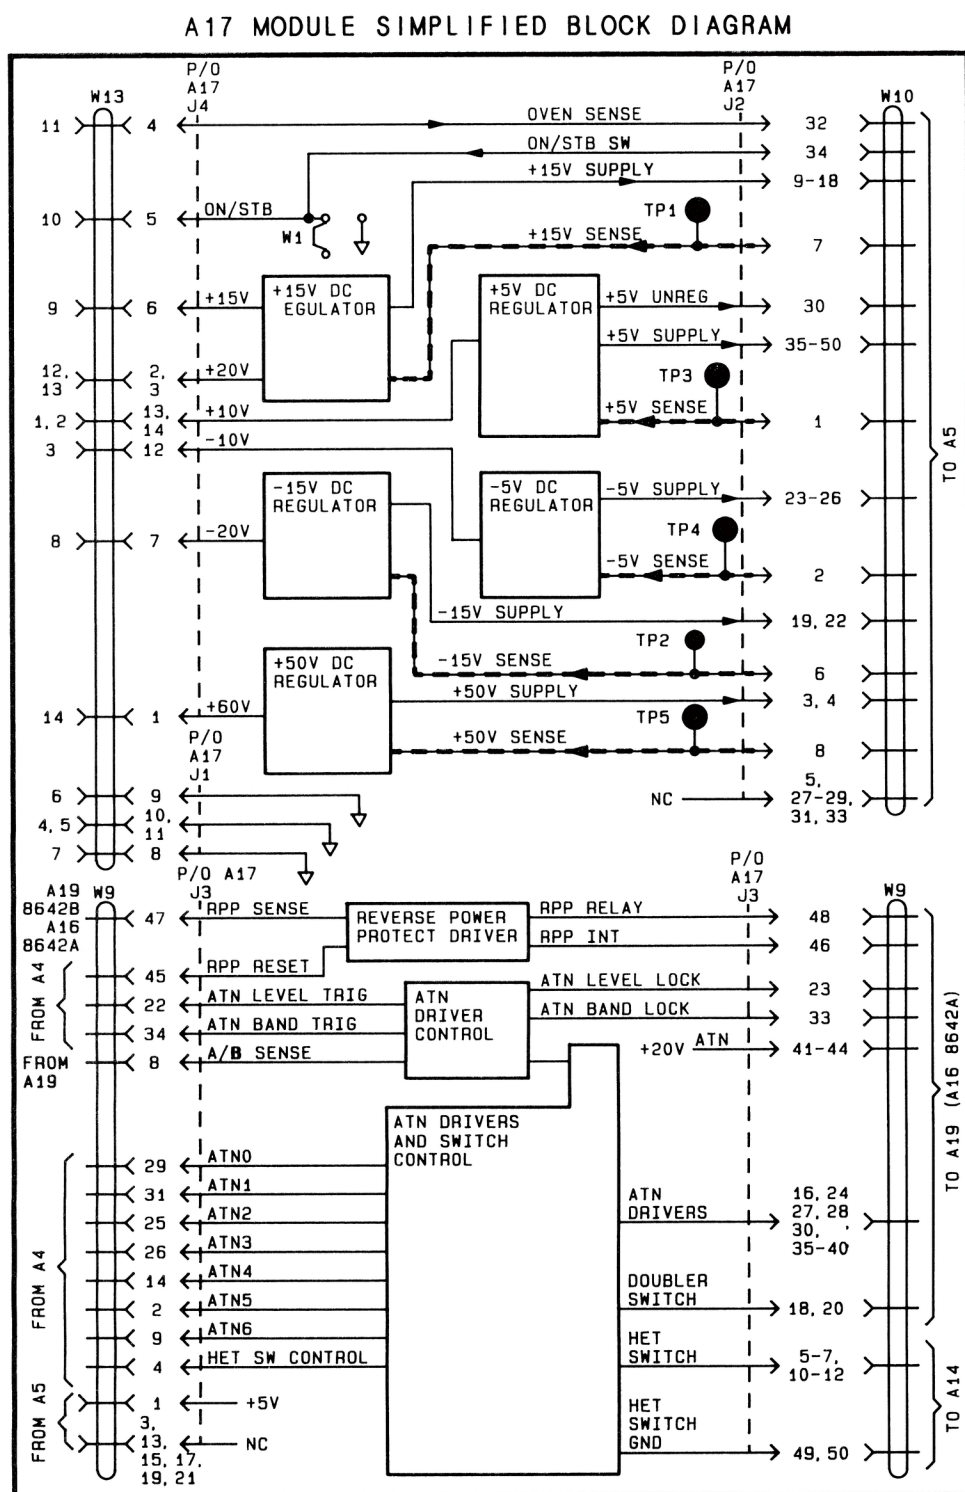 A17 MODULE SIMPLIFIED BLOCK DIAGRAM
P/O
A17
J4
P/O
A17
J2
W13
W10
11
4
OVEN SENSE
32
ON/STB SW
34
+15V SUPPLY
9-18
10
5
ON/STB
W1
TP1
+15V SENSE
7
9
6
+15V
+15V DC
EGULATOR
+5V DC
REGULATOR
+5V UNREG
30
+5V SUPPLY
35-50
12,
13
2,
3
+20V
TP3
1, 2
13,
14
+10V
+5V SENSE
1
3
12
-10V
TO A5
-15V DC
REGULATOR
-5V DC
REGULATOR
-5V SUPPLY
23-26
TP4
8
7
-20V
-5V SENSE
2
-15V SUPPLY
19, 22
TP2
-15V SENSE
6
+50V DC
REGULATOR
+50V SUPPLY
3, 4
14
1
+60V
TP5
+50V SENSE
8
P/O
A17
J1
6
9
NC
5,
27-29,
31, 33
4, 5
10,
11
7
8
P/O A17
J3
P/O
A17
J3
A19
8642B
A16
8642A
W9
W9
47
RPP SENSE
REVERSE POWER
PROTECT DRIVER
RPP RELAY
48
RPP INT
46
45
RPP RESET
FROM A4
22
ATN LEVEL TRIG
ATN
DRIVER
CONTROL
ATN LEVEL LOCK
23
34
ATN BAND TRIG
ATN BAND LOCK
33
FROM
A19
8
A/B SENSE
+20V ATN
41-44
TO A19 (A16 8642A)
ATN DRIVERS
AND SWITCH
CONTROL
29
ATN0
31
ATN1
25
ATN2
26
ATN3
14
ATN4
2
ATN5
9
ATN6
4
HET SW CONTROL
FROM A4
ATN
DRIVERS
16, 24
27, 28
30,
35-40
DOUBLER
SWITCH
18, 20
HET
SWITCH
5-7,
10-12
HET
SWITCH
GND
49, 50
TO A14
FROM A5
1
+5V
3,
13,
15, 17,
19, 21
NC